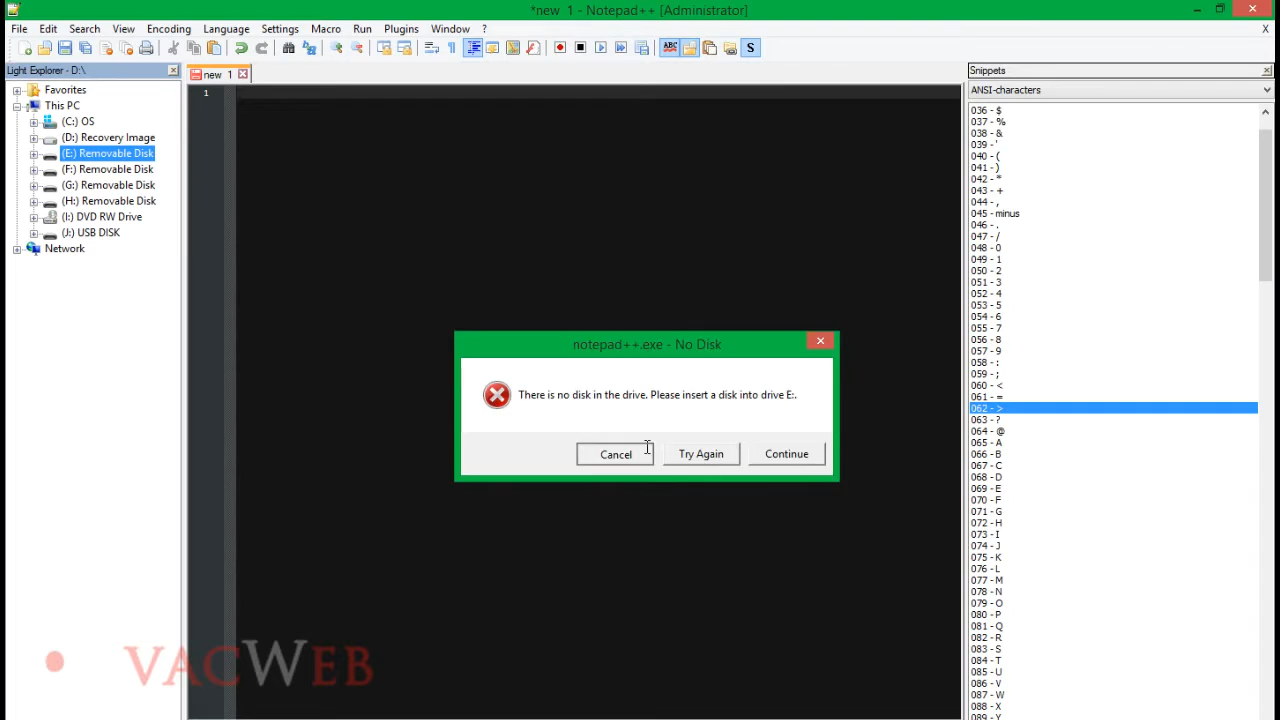 *new 1 - Notepad++ [Administrator]
File Edit Search View Encoding Language Settings Macro Run Plugins Window ? X
ABC S
Light Explorer - D:\
new 1
Snippets
Favorites
This PC
(C:) OS
(D:) Recovery Image
(E:) Removable Disk
(F:) Removable Disk
(G:) Removable Disk
(H:) Removable Disk
(I:) DVD RW Drive
(J:) USB DISK
Network
1
notepad++.exe - No Disk
There is no disk in the drive. Please insert a disk into drive E:.
Cancel Try Again Continue
ANSI-characters
036 - $
037 - %
038 - &
039 - '
040 - (
041 - )
042 - *
043 - +
044 - ,
045 - minus
046 - .
047 - /
048 - 0
049 - 1
050 - 2
051 - 3
052 - 4
053 - 5
054 - 6
055 - 7
056 - 8
057 - 9
058 - :
059 - ;
060 - <
061 - =
062 - >
063 - ?
064 - @
065 - A
066 - B
067 - C
068 - D
069 - E
070 - F
071 - G
072 - H
073 - I
074 - J
075 - K
076 - L
077 - M
078 - N
079 - O
080 - P
081 - Q
082 - R
083 - S
084 - T
085 - U
086 - V
087 - W
088 - X
089 - Y
VACWEB